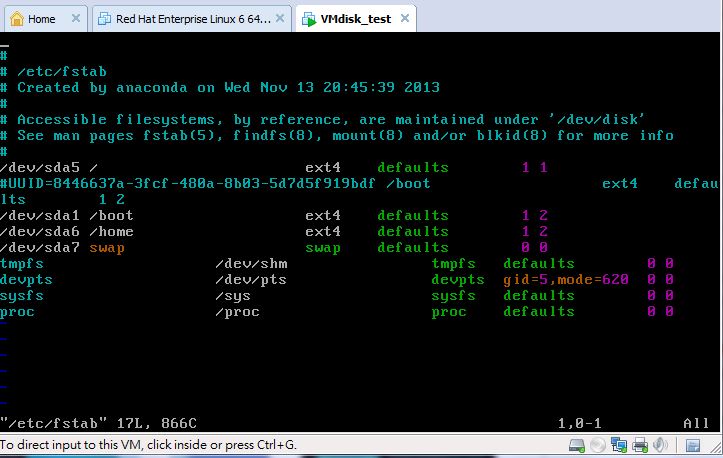 Home
Red Hat Enterprise Linux 6 64...
VMdisk_test
#
# /etc/fstab
# Created by anaconda on Wed Nov 13 20:45:39 2013
#
# Accessible filesystems, by reference, are maintained under '/dev/disk'
# See man pages fstab(5), findfs(8), mount(8) and/or blkid(8) for more info
#
/dev/sda5 / ext4 defaults 1 1
#UUID=8446637a-3fcf-480a-8b03-5d7d5f919bdf /boot ext4 defau
lts 1 2
/dev/sda1 /boot ext4 defaults 1 2
/dev/sda6 /home ext4 defaults 1 2
/dev/sda7 swap swap defaults 0 0
tmpfs /dev/shm tmpfs defaults 0 0
devpts /dev/pts devpts gid=5,mode=620 0 0
sysfs /sys sysfs defaults 0 0
proc /proc proc defaults 0 0
~
~
~
~
~
~
"/etc/fstab" 17L, 866C 1,0-1 All
To direct input to this VM, click inside or press Ctrl+G.